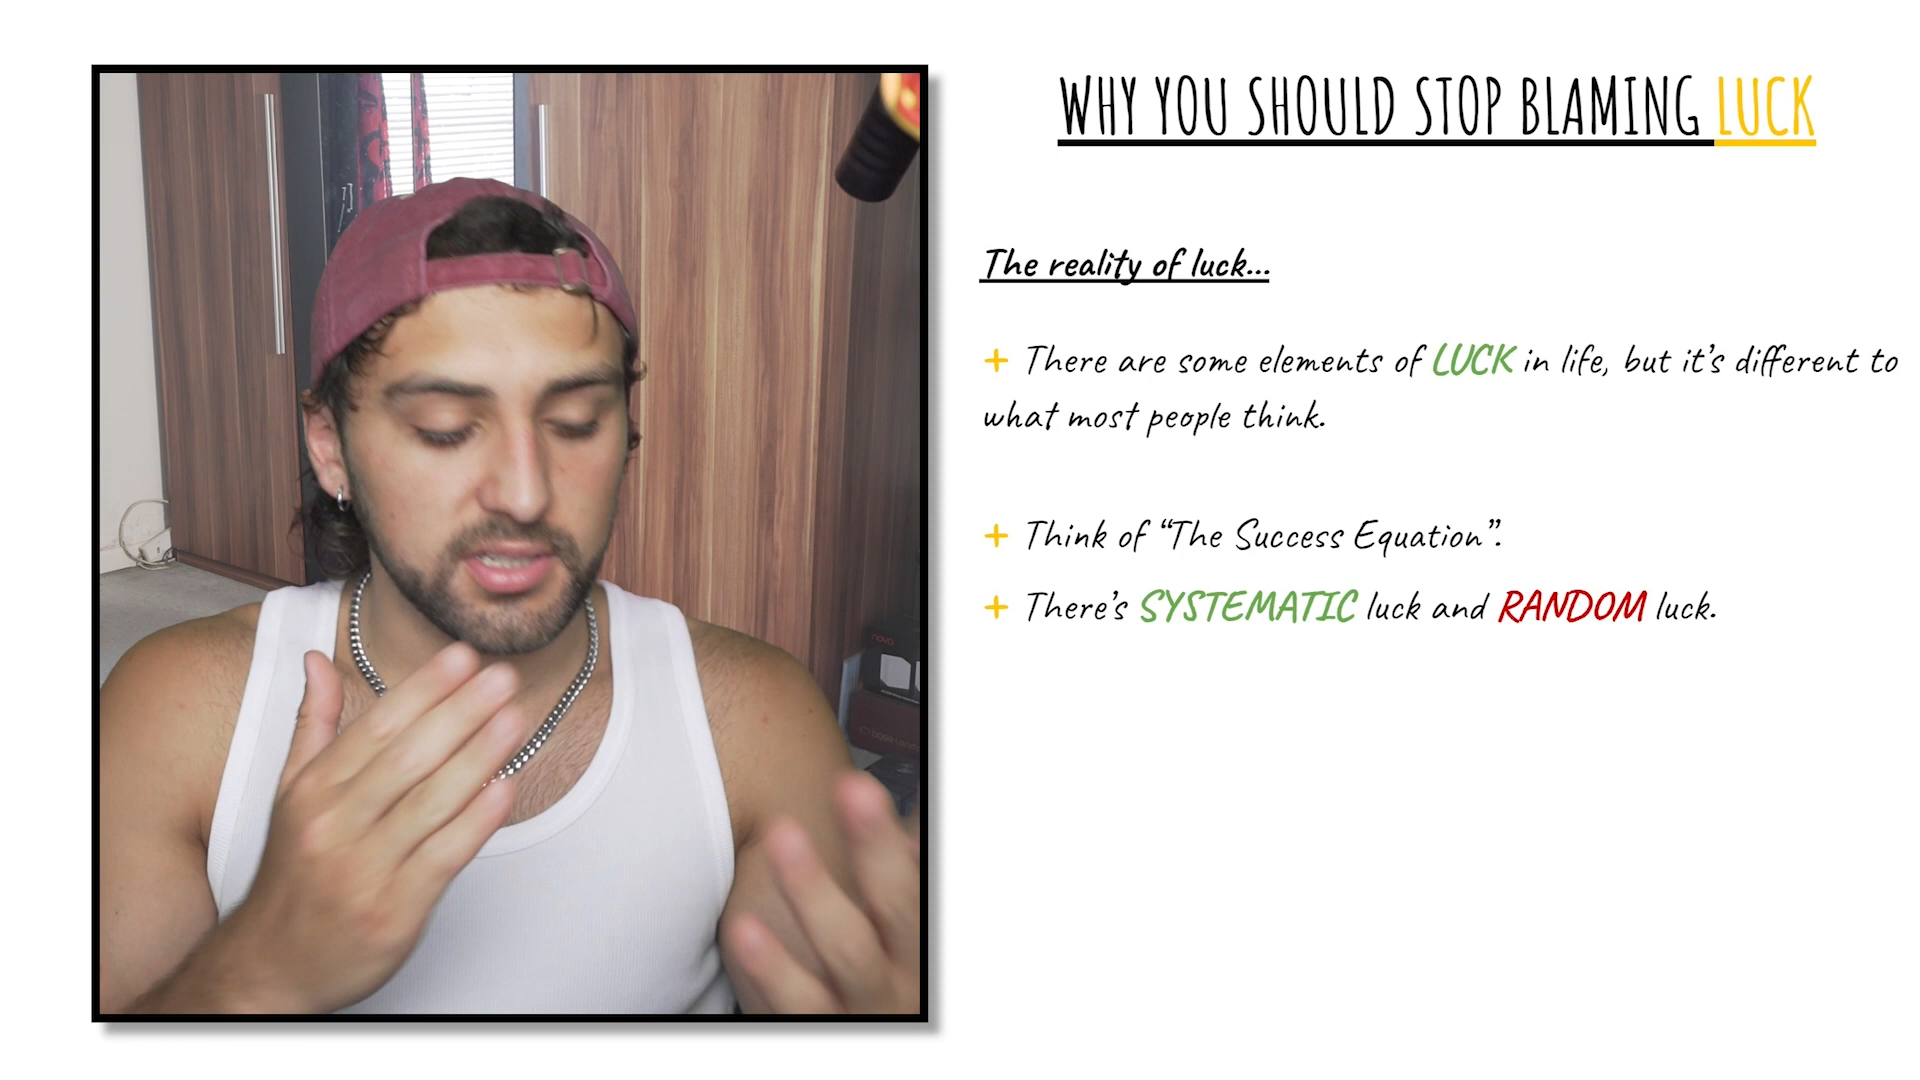 WHY YOU SHOULD STOP BLAMING LUCK
The reality of luck...
+ There are some elements of LUCK in life, but it's different to
what most people think.
+ Think of “The Success Equation”.
+ There's SYSTEMATIC luck and RANDOM luck.
nova